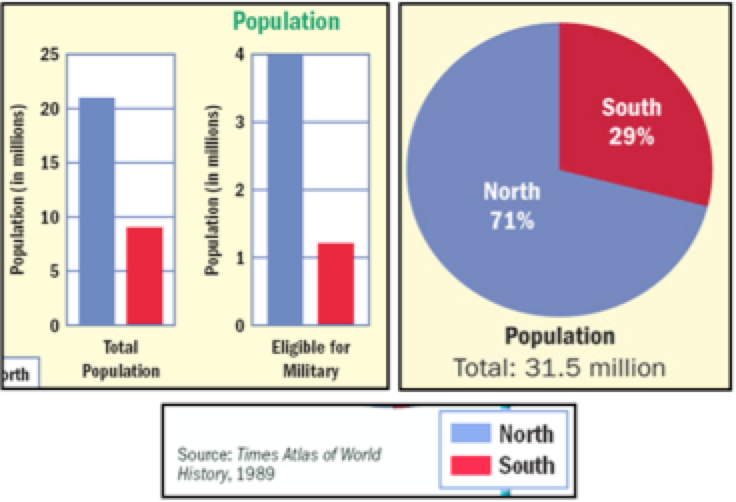 Population
Population (in millions)
25
20
15
10
5
0
Total
Population
Population (in millions)
4
3
2
1
0
Eligible for
Military
orth
South
29%
North
71%
Population
Total: 31.5 million
Source: Times Atlas of World
History, 1989
North
South